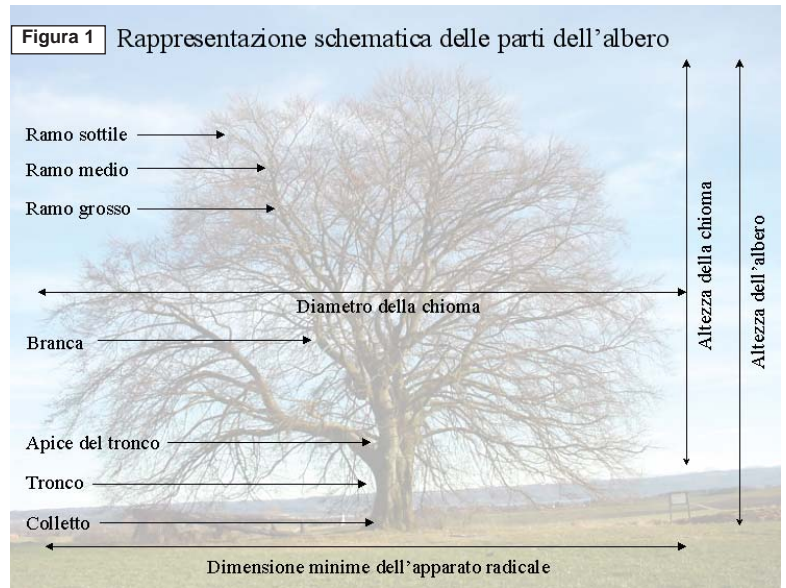 Figura 1 Rappresentazione schematica delle parti dell'albero
Ramo sottile
Ramo medio
Ramo grosso
Diametro della chioma
Branca
Apice del tronco
Tronco
Colletto
Dimensione minime dell'apparato radicale
Altezza della chioma
Altezza dell'albero